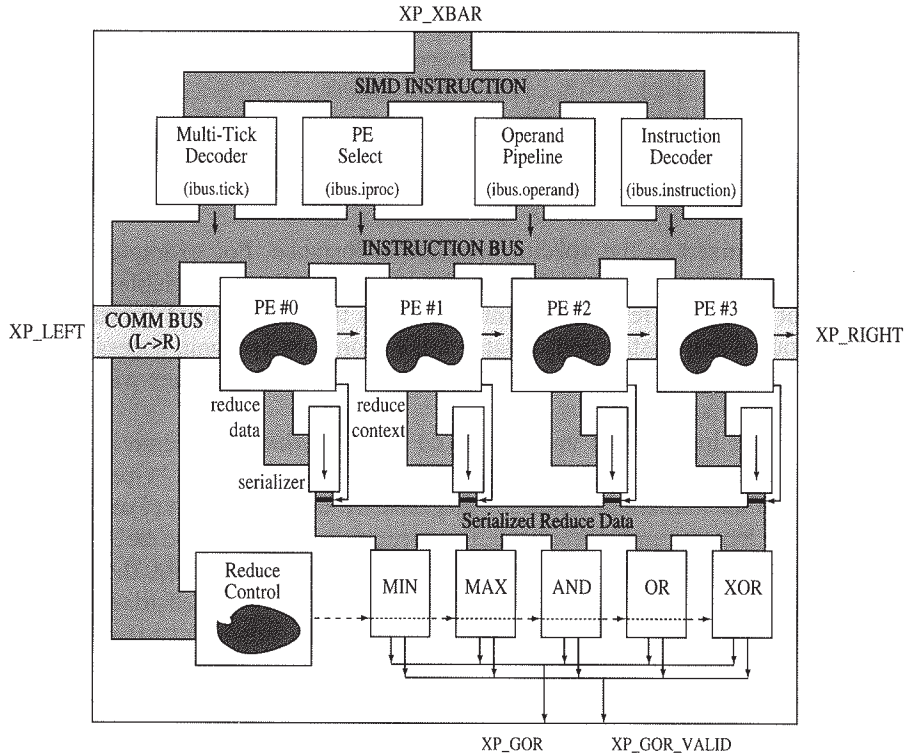 XP_XBAR
SIMD INSTRUCTION
Multi-Tick
Decoder
(ibus.tick)
PE
Select
(ibus.iproc)
Operand
Pipeline
(ibus.operand)
Instruction
Decoder
(ibus.instruction)
INSTRUCTION BUS
XP_LEFT
COMM BUS
(L->R)
PE #0
PE #1
PE #2
PE #3
XP_RIGHT
reduce
data
reduce
context
serializer
Serialized Reduce Data
Reduce
Control
MIN
MAX
AND
OR
XOR
XP_GOR
XP_GOR_VALID